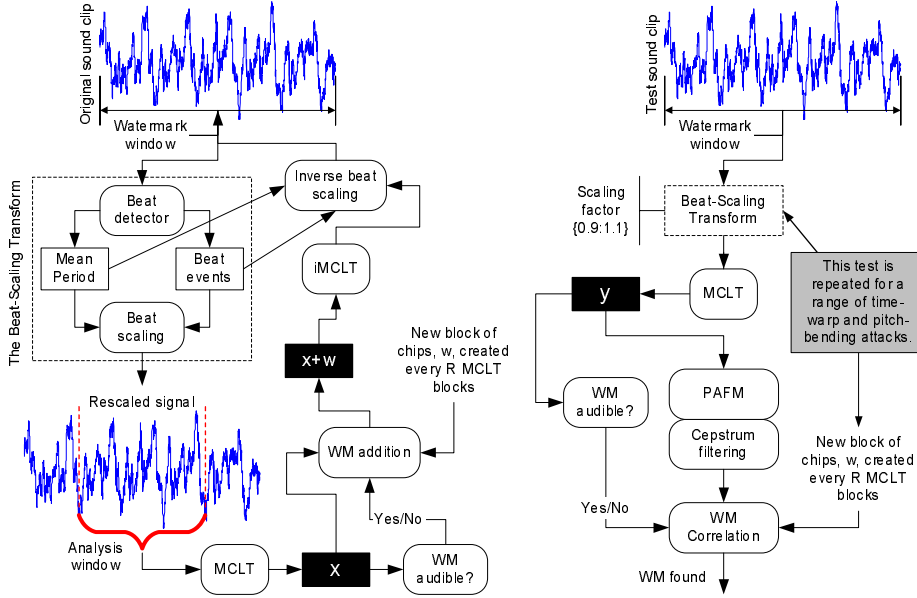 Original sound clip
Watermark
window
The Beat-Scaling Transform
Beat
detector
Mean
Period
Beat
events
Beat
scaling
Rescaled signal
Analysis
window
MCLT
x
WM
audible?
Yes/No
WM addition
New block of
chips, w, created
every R MCLT
blocks
x+w
iMCLT
Inverse beat
scaling
Test sound clip
Watermark
window
Scaling
factor
{0.9:1.1}
Beat-Scaling
Transform
MCLT
y
This test is
repeated for a
range of time-
warp and pitch-
bending attacks.
WM
audible?
PAFM
Cepstrum
filtering
New block of
chips, w, created
every R MCLT
blocks
Yes/No
WM
Correlation
WM found